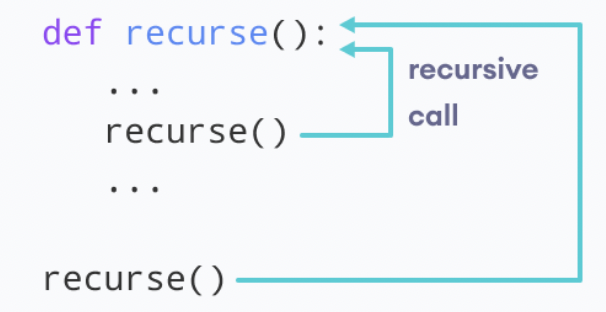 def recurse():
...
recursive
call
recurse()
...
recurse()